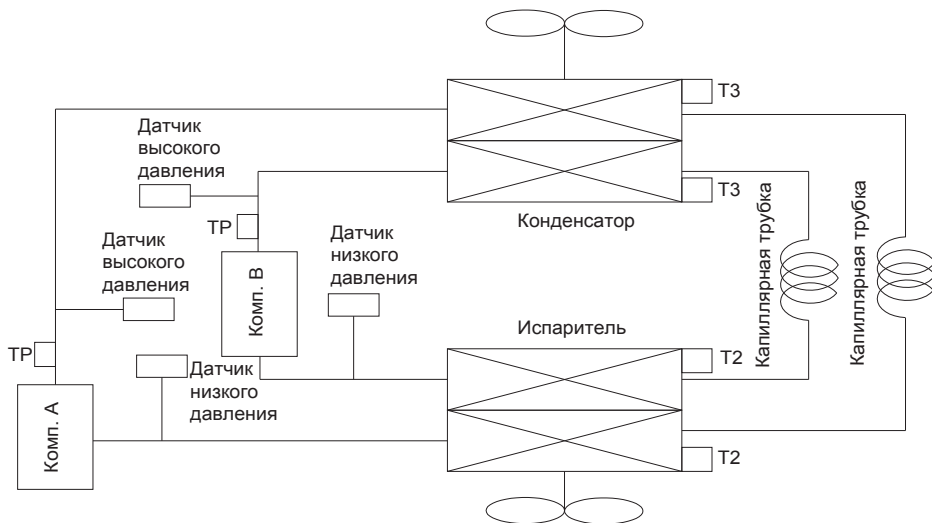 Т3
Датчик
высокого
давления
Т3
Конденсатор
ТР
Датчик
высокого
давления
Датчик
низкого
давления
Комп. В
Капиллярная трубка
Капиллярная трубка
Испаритель
ТР
Т2
Датчик
низкого
давления
Комп. А
Т2